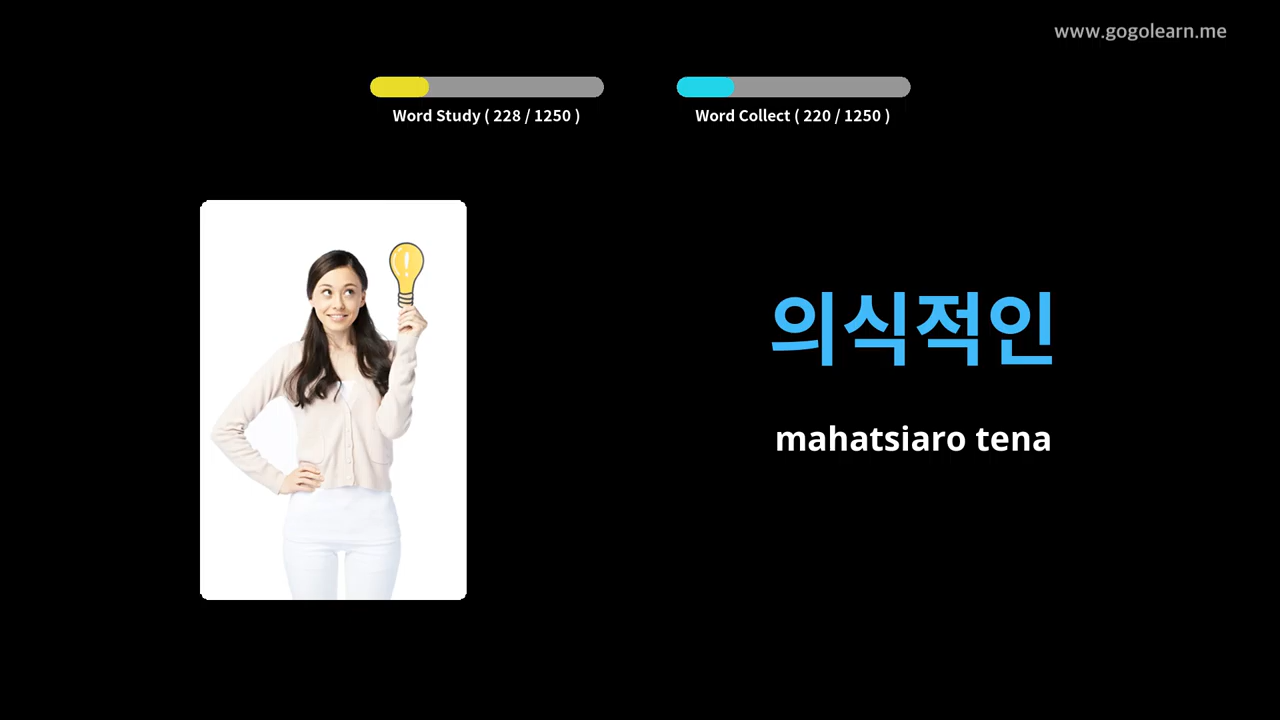 www.gogolearn.me
Word Study ( 228 / 1250 )
Word Collect ( 220 / 1250 )
의식적인
mahatsiaro tena